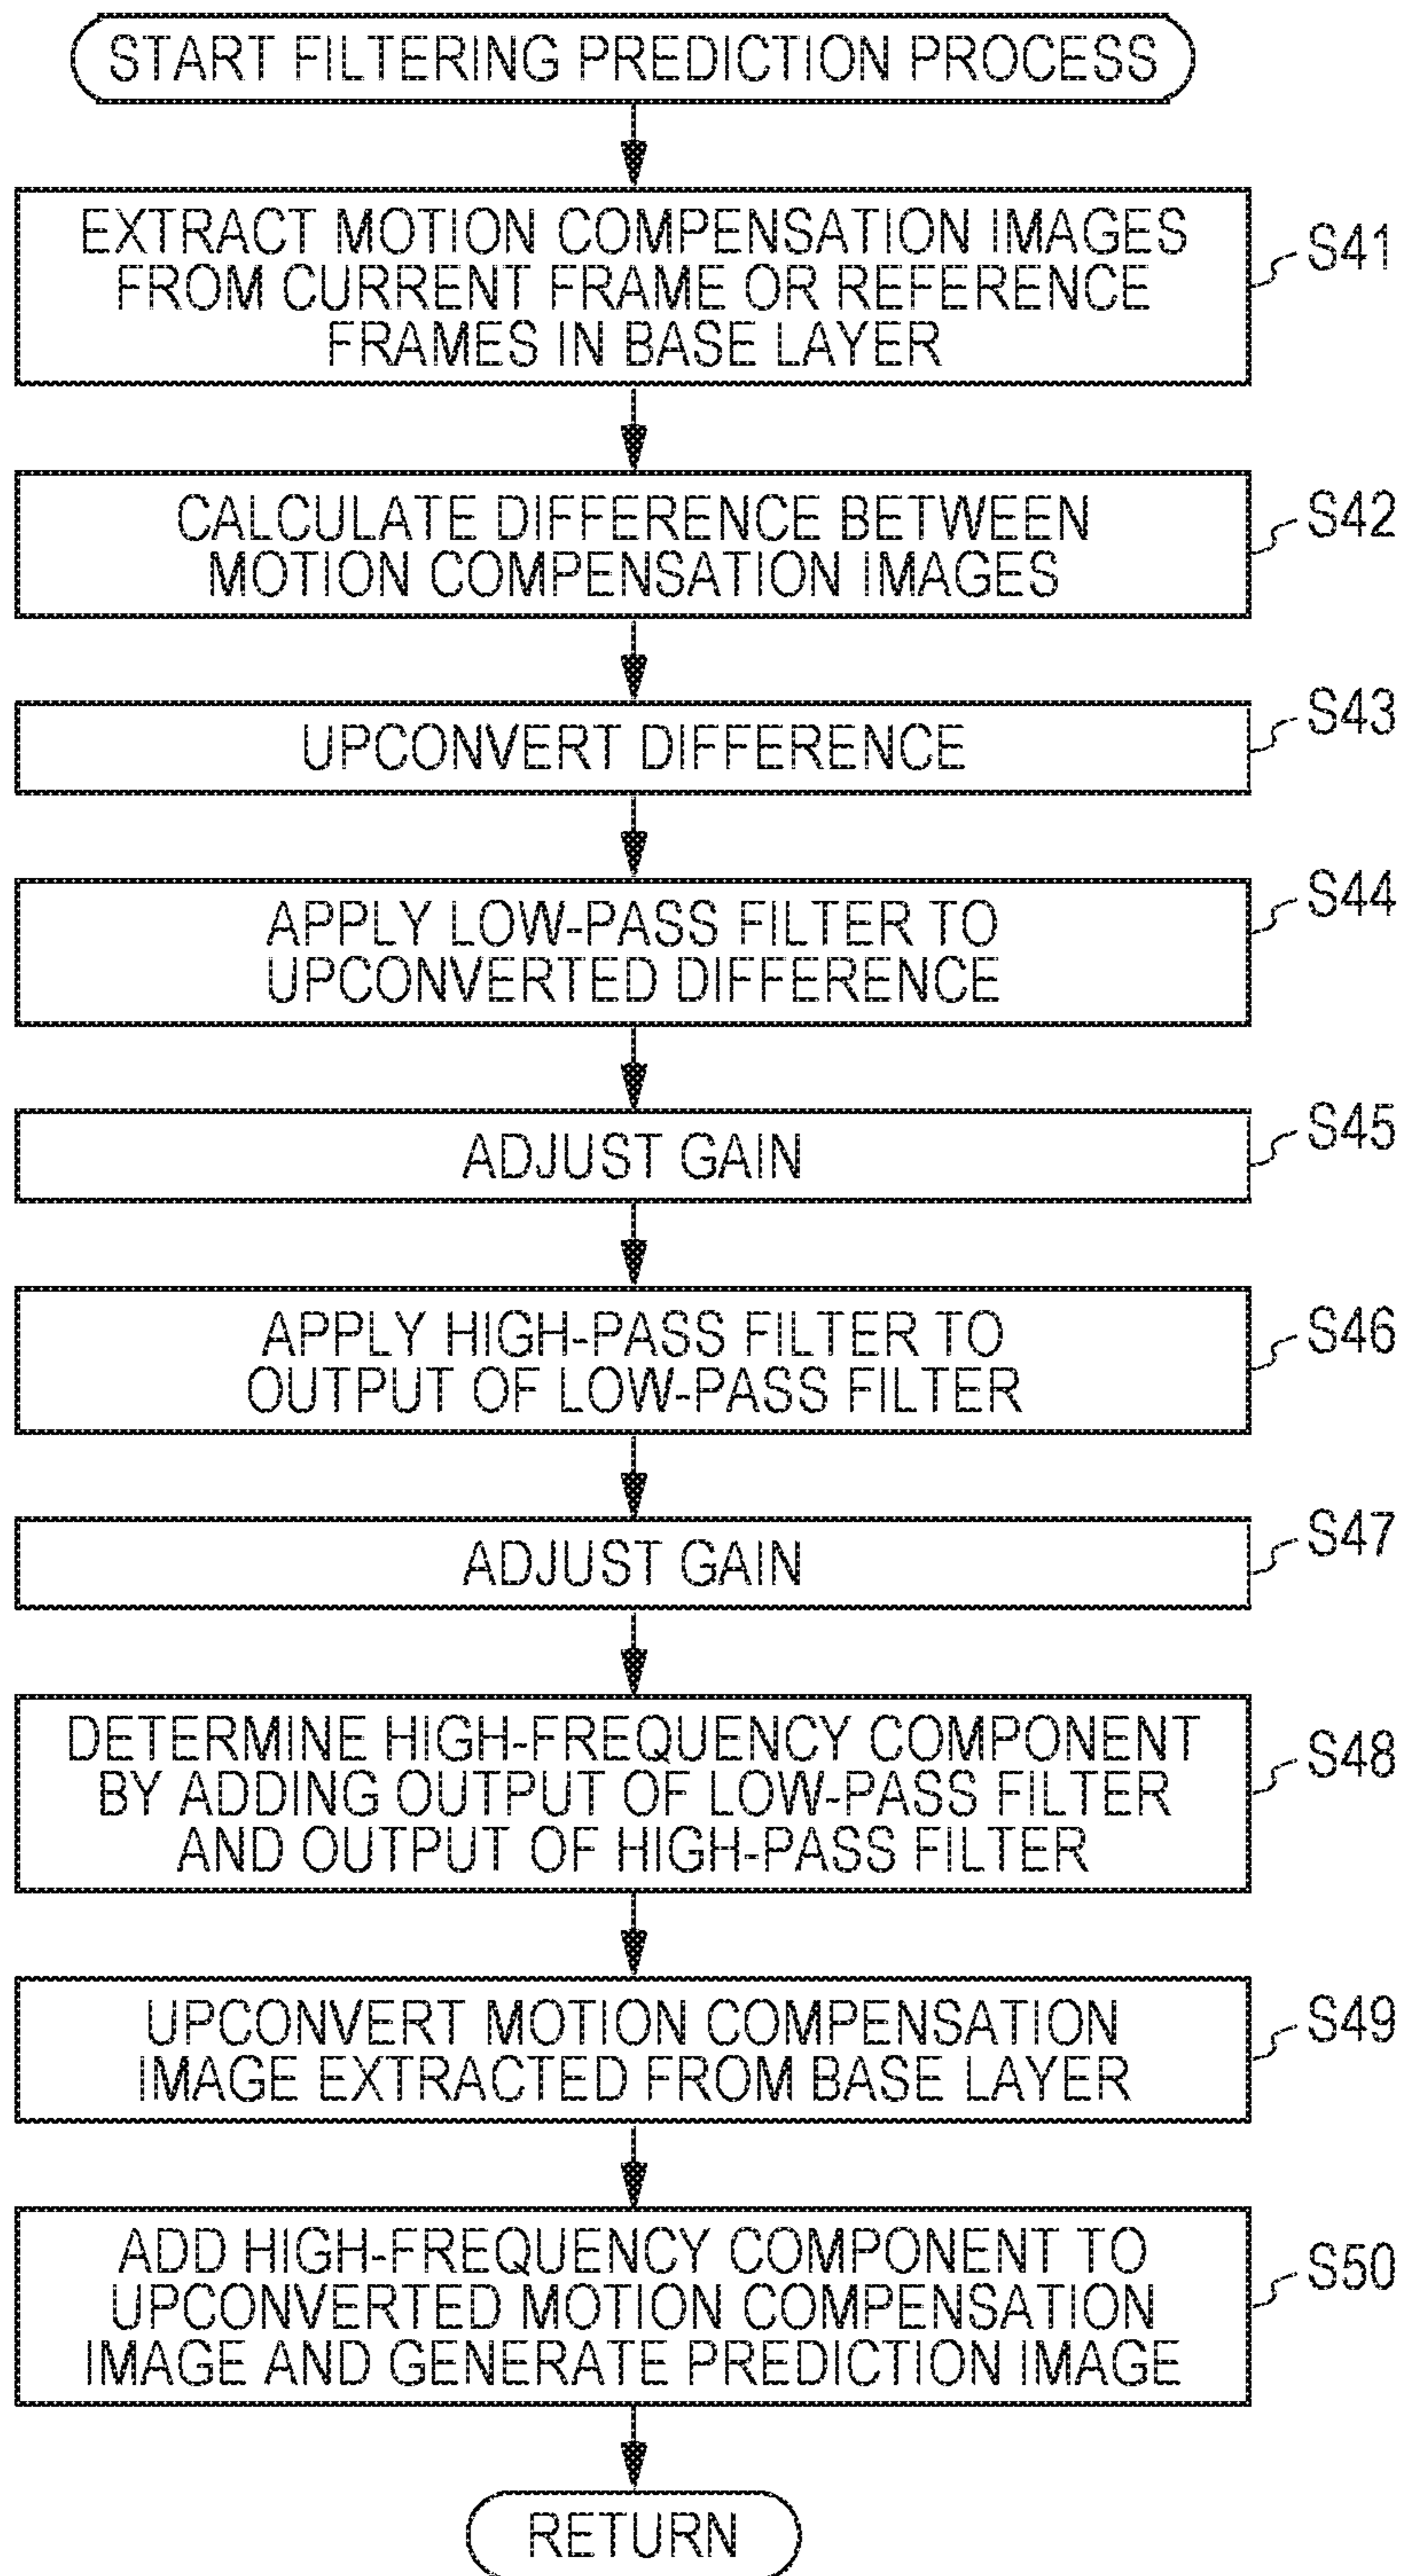 START FILTERING PREDICTION PROCESS
EXTRACT MOTION COMPENSATION IMAGES
FROM CURRENT FRAME OR REFERENCE
FRAMES IN BASE LAYER
S41
CALCULATE DIFFERENCE BETWEEN
MOTION COMPENSATION IMAGES
S42
UPCONVERT DIFFERENCE
S43
APPLY LOW-PASS FILTER TO
UPCONVERTED DIFFERENCE
S44
ADJUST GAIN
S45
APPLY HIGH-PASS FILTER TO
OUTPUT OF LOW-PASS FILTER
S46
ADJUST GAIN
S47
DETERMINE HIGH-FREQUENCY COMPONENT
BY ADDING OUTPUT OF LOW-PASS FILTER
AND OUTPUT OF HIGH-PASS FILTER
S48
UPCONVERT MOTION COMPENSATION
IMAGE EXTRACTED FROM BASE LAYER
S49
ADD HIGH-FREQUENCY COMPONENT TO
UPCONVERTED MOTION COMPENSATION
IMAGE AND GENERATE PREDICTION IMAGE
S50
RETURN